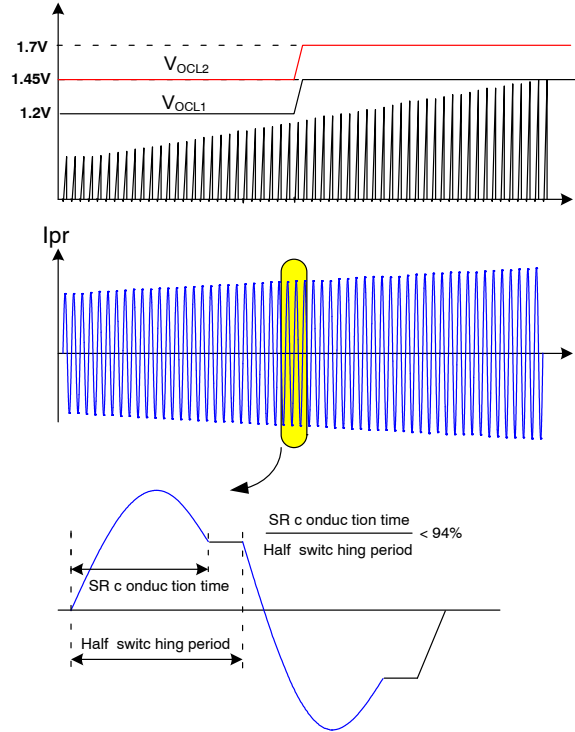 1.7V
VOCL2
1.45V
VOCL1
1.2V
Ipr
SR c onduc tion time
Half switc hing period
< 94%
SR c onduc tion time
Half switc hing period